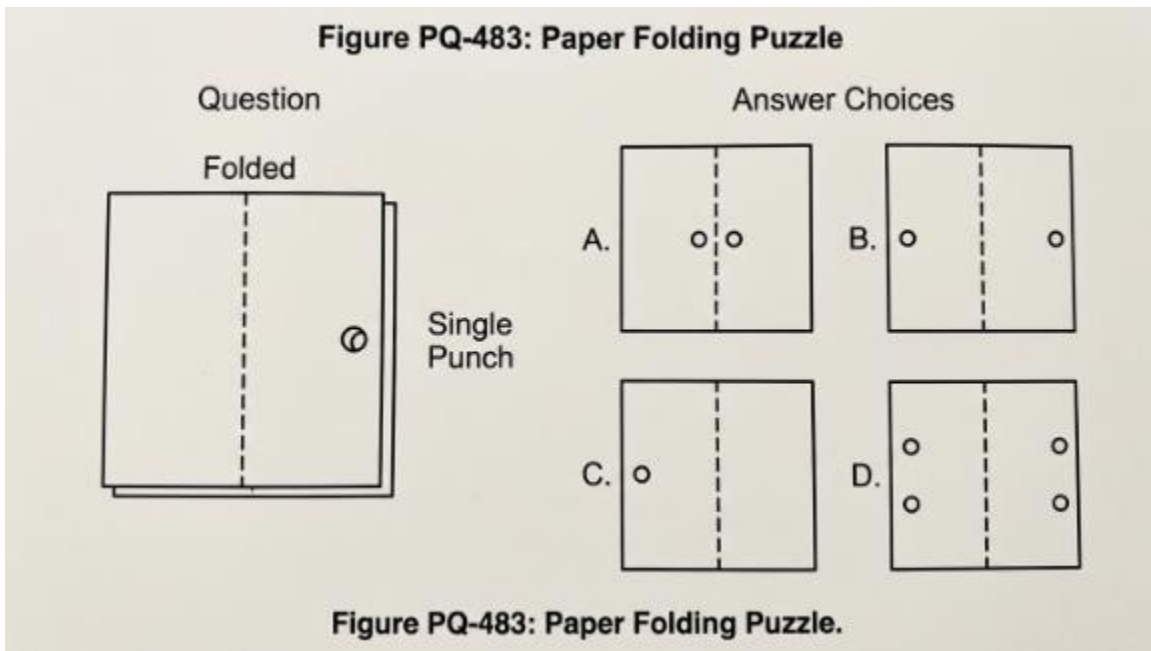 Figure PQ-483: Paper Folding Puzzle
Question
Folded
Single
Punch
Answer Choices
A.
B.
C.
D.
Figure PQ-483: Paper Folding Puzzle.